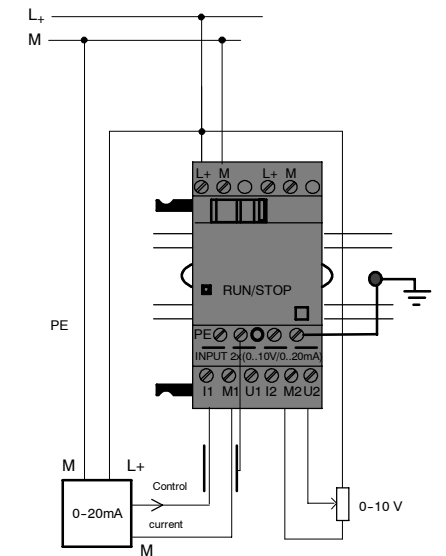 L+
M
L+ M L+ M
RUN/STOP
PE
PE
INPUT 2x(0..10V/0..20mA)
I1 M1 U1 I2 M2 U2
M L+
Control
0-20mA
0-10 V
current
M